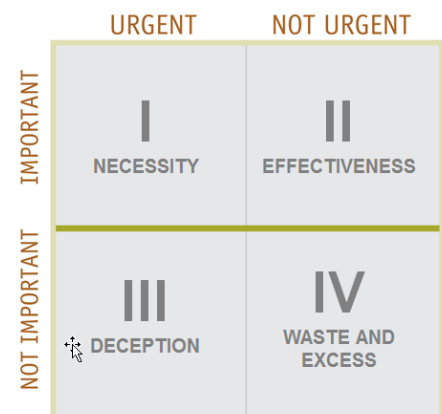 URGENT NOT URGENT
IMPORTANT
I II
NECESSITY EFFECTIVENESS
NOT IMPORTANT
III IV
DECEPTION WASTE AND
EXCESS